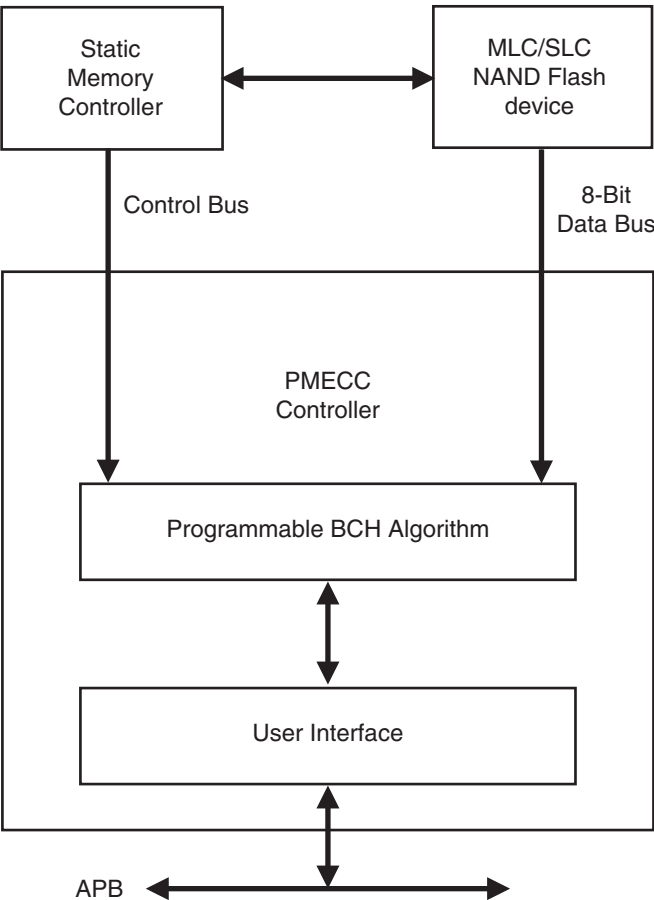 Static
Memory
Controller
MLC/SLC
NAND Flash
device
Control Bus
8-Bit
Data Bus
PMECC
Controller
Programmable BCH Algorithm
User Interface
APB